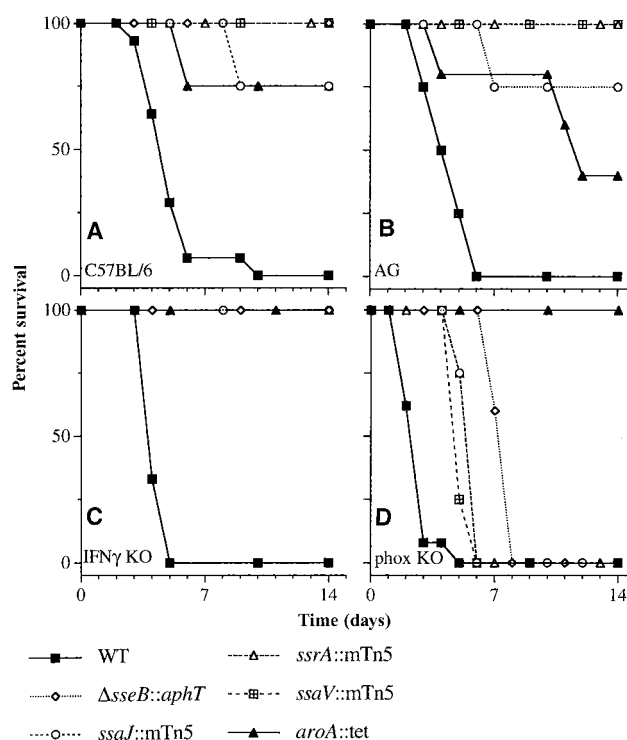 100
50
0
A
C57BL/6
B
AG
Percent survival
100
50
0
C
IFNγ KO
D
phox KO
0 7 14 0 7 14
Time (days)
WT
ssrA::mTn5
ΔsseB::aphT
ssaV::mTn5
ssaJ::mTn5
aroA::tet